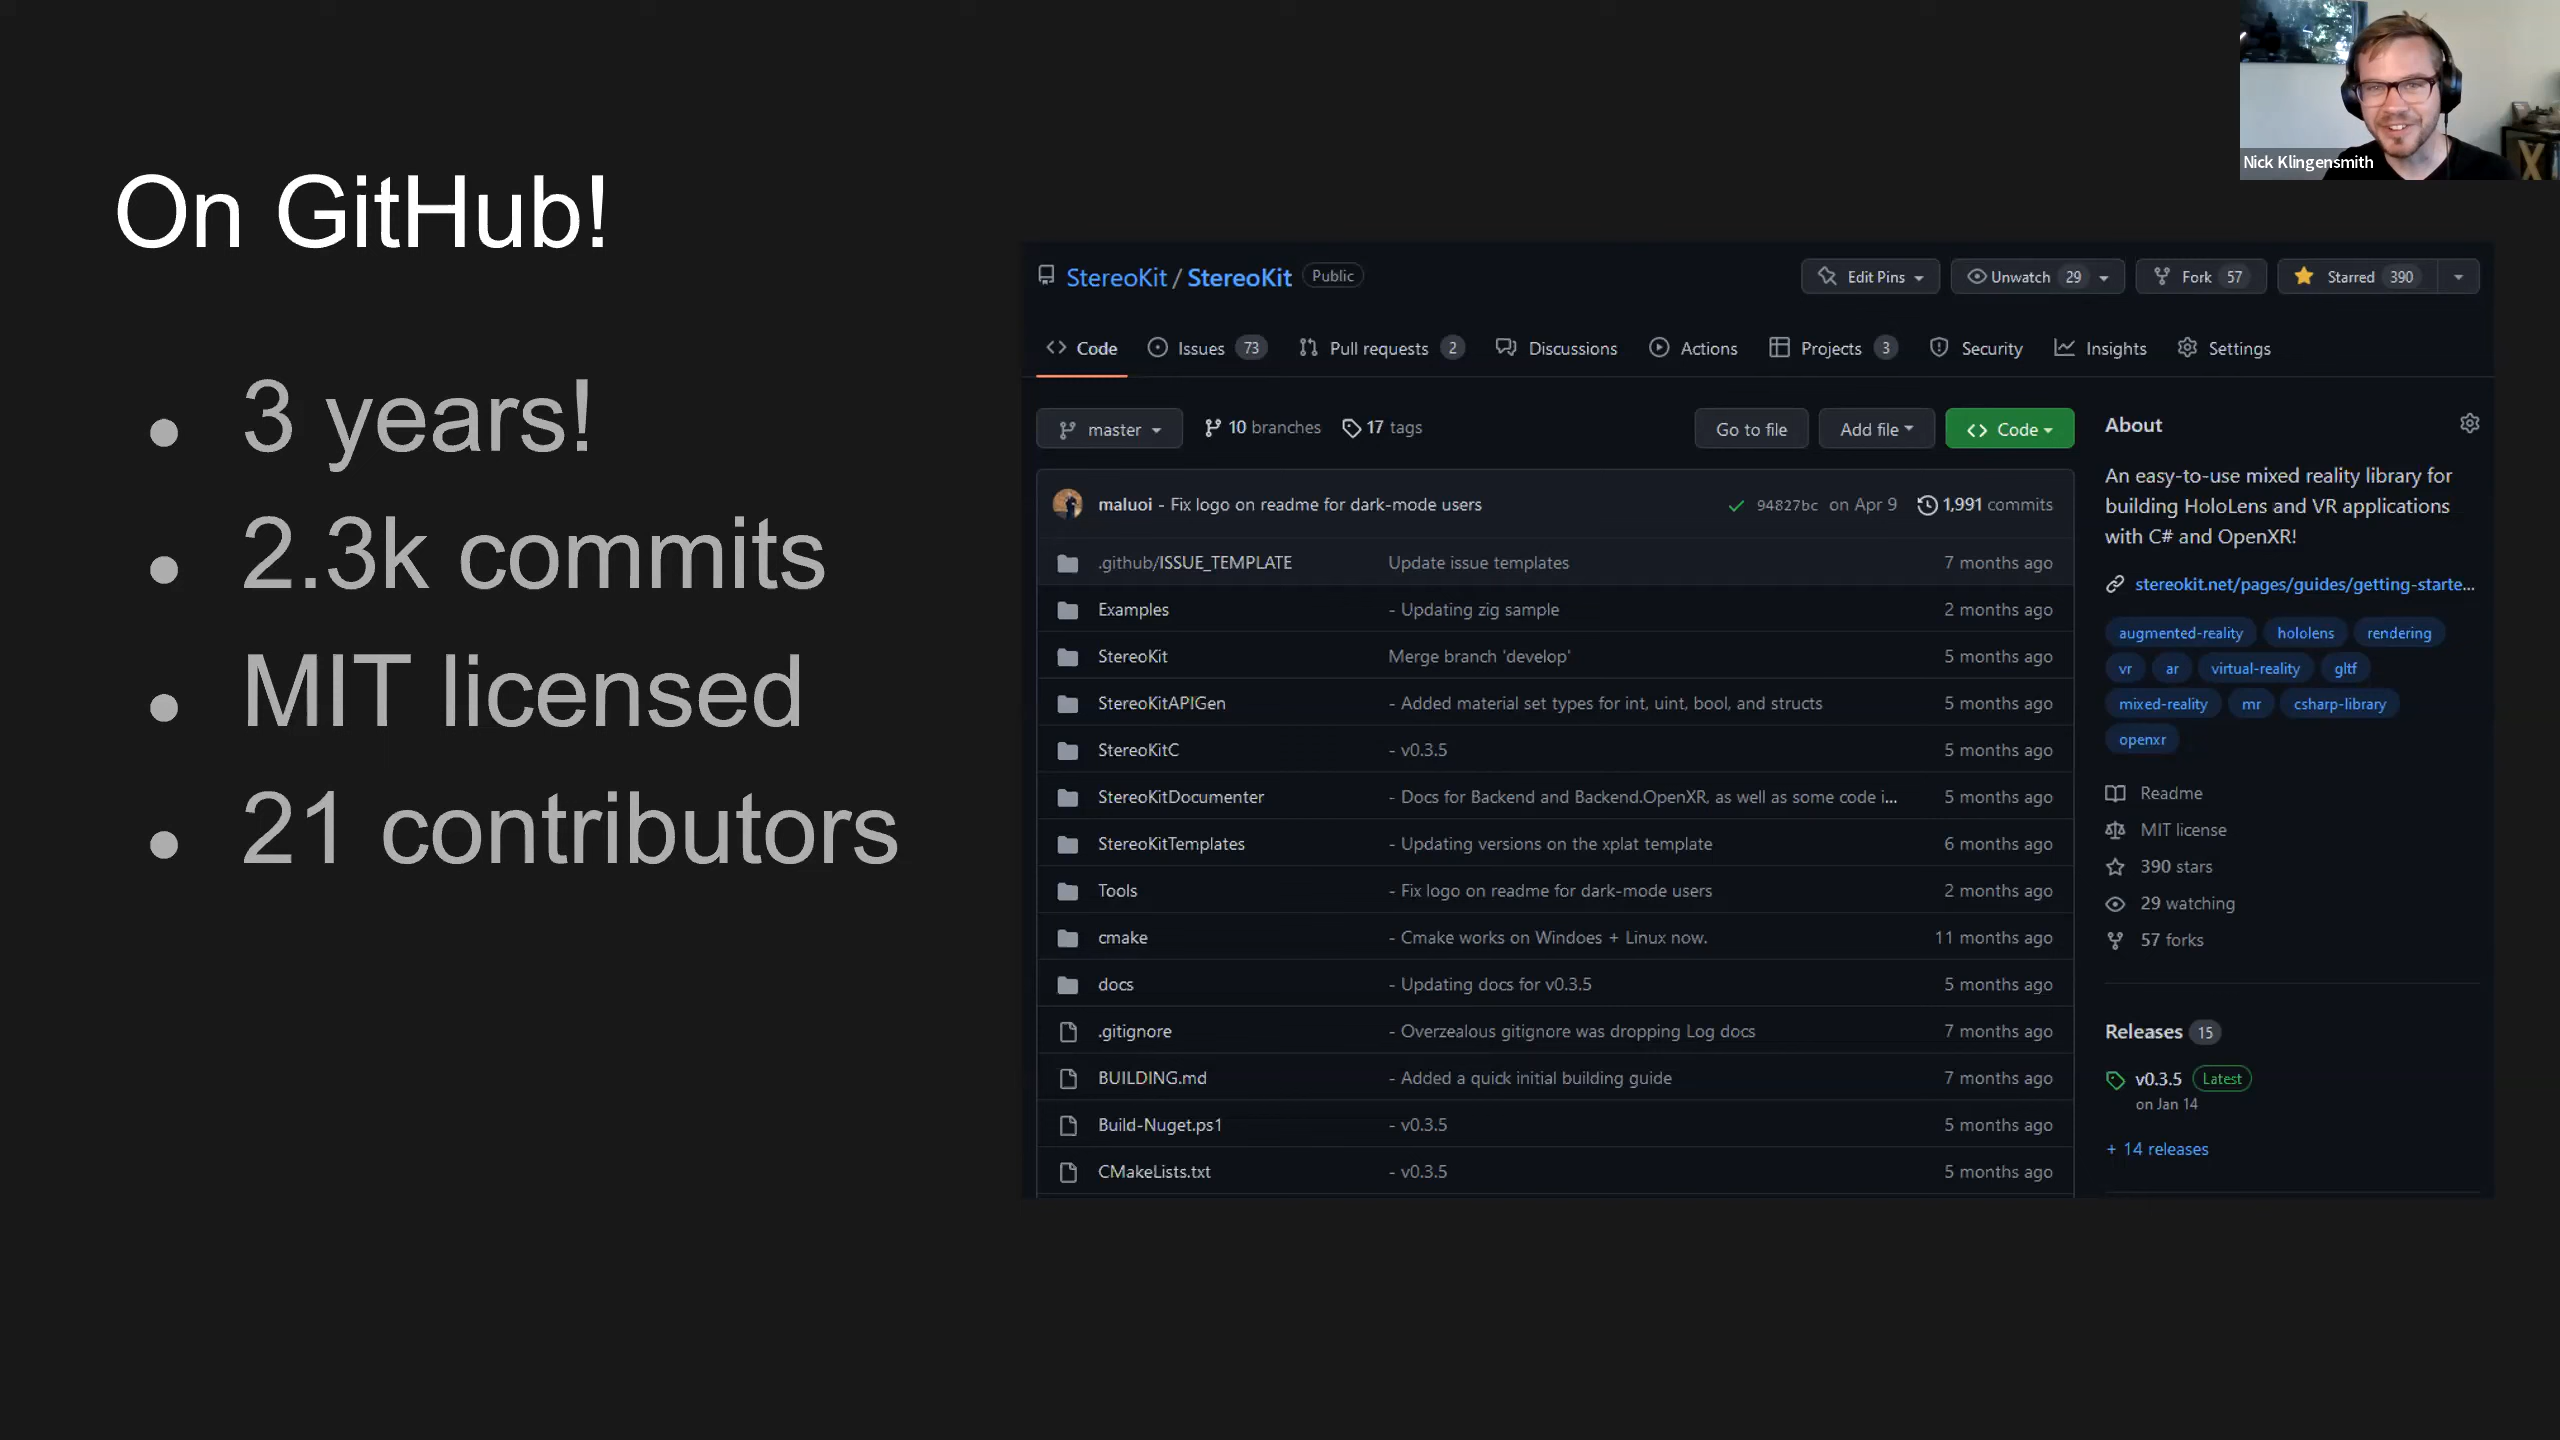 On GitHub!
3 years!
2.3k commits
MIT licensed
21 contributors
Nick Klingensmith
StereoKit / StereoKit Public
Edit Pins Unwatch 29 Fork 57 Starred 390
Code Issues 73 Pull requests 2 Discussions Actions Projects 3 Security Insights Settings
master 10 branches 17 tags Go to file Add file Code
maluoi - Fix logo on readme for dark-mode users 94827bc on Apr 9 1,991 commits
.github/ISSUE_TEMPLATE Update issue templates 7 months ago
Examples - Updating zig sample 2 months ago
StereoKit Merge branch 'develop' 5 months ago
StereoKitAPIGen - Added material set types for int, uint, bool, and structs 5 months ago
StereoKitC - v0.3.5 5 months ago
StereoKitDocumenter - Docs for Backend and Backend.OpenXR, as well as some code i... 5 months ago
StereoKitTemplates - Updating versions on the xplat template 6 months ago
Tools - Fix logo on readme for dark-mode users 2 months ago
cmake - Cmake works on Windoes + Linux now. 11 months ago
docs - Updating docs for v0.3.5 5 months ago
.gitignore - Overzealous gitignore was dropping Log docs 7 months ago
BUILDING.md - Added a quick initial building guide 7 months ago
Build-Nuget.ps1 - v0.3.5 5 months ago
CMakeLists.txt - v0.3.5 5 months ago
About
An easy-to-use mixed reality library for
building HoloLens and VR applications
with C# and OpenXR!
stereokit.net/pages/guides/getting-starte...
augmented-reality hololens rendering
vr ar virtual-reality gltf
mixed-reality mr csharp-library
openxr
Readme
MIT license
390 stars
29 watching
57 forks
Releases 15
v0.3.5 Latest
on Jan 14
+ 14 releases